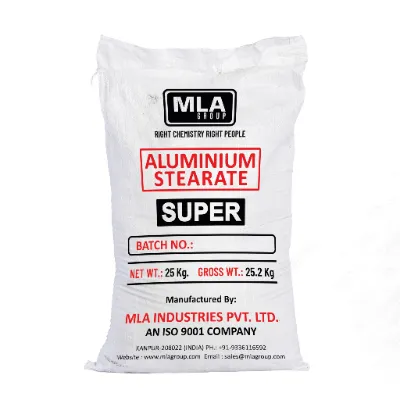 MLA
GROUP
RIGHT CHEMISTRY RIGHT PEOPLE
ALUMINIUM
STEARATE
SUPER
BATCH NO.:
NET WT.: 25 Kg. GROSS WT.: 25.2 Kg
Manufactured By:
MLA INDUSTRIES PVT. LTD.
AN ISO 9001 COMPANY
KANPUR-208022 (INDIA) PH.: +91-9336116592
Website : www.mlagroup.com Email : sales@mlagroup.com